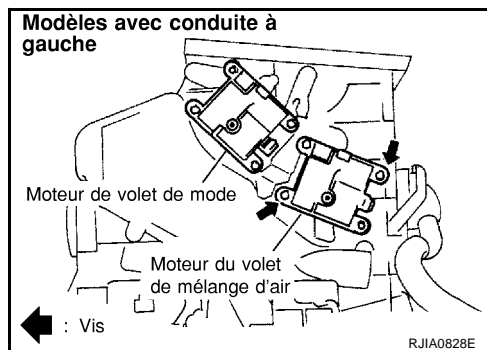 Modèles avec conduite à
gauche
Moteur de volet de mode
Moteur du volet
de mélange d'air
: Vis
RJIA0828E